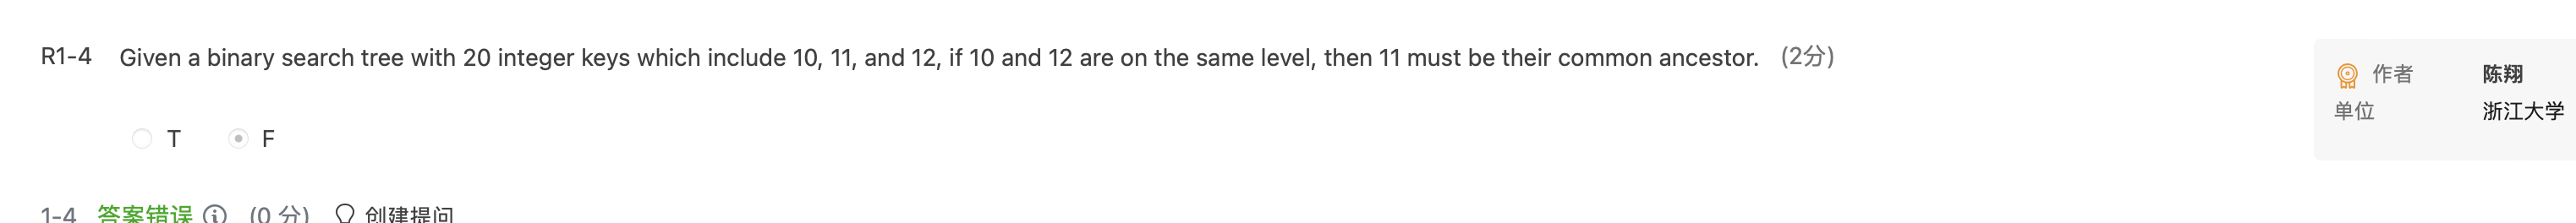 R1-4 Given a binary search tree with 20 integer keys which include 10, 11, and 12, if 10 and 12 are on the same level, then 11 must be their common ancestor. (2分)
作者 陈翔
单位 浙江大学
T F
1-4 答案错误 (0 分) 创建提问